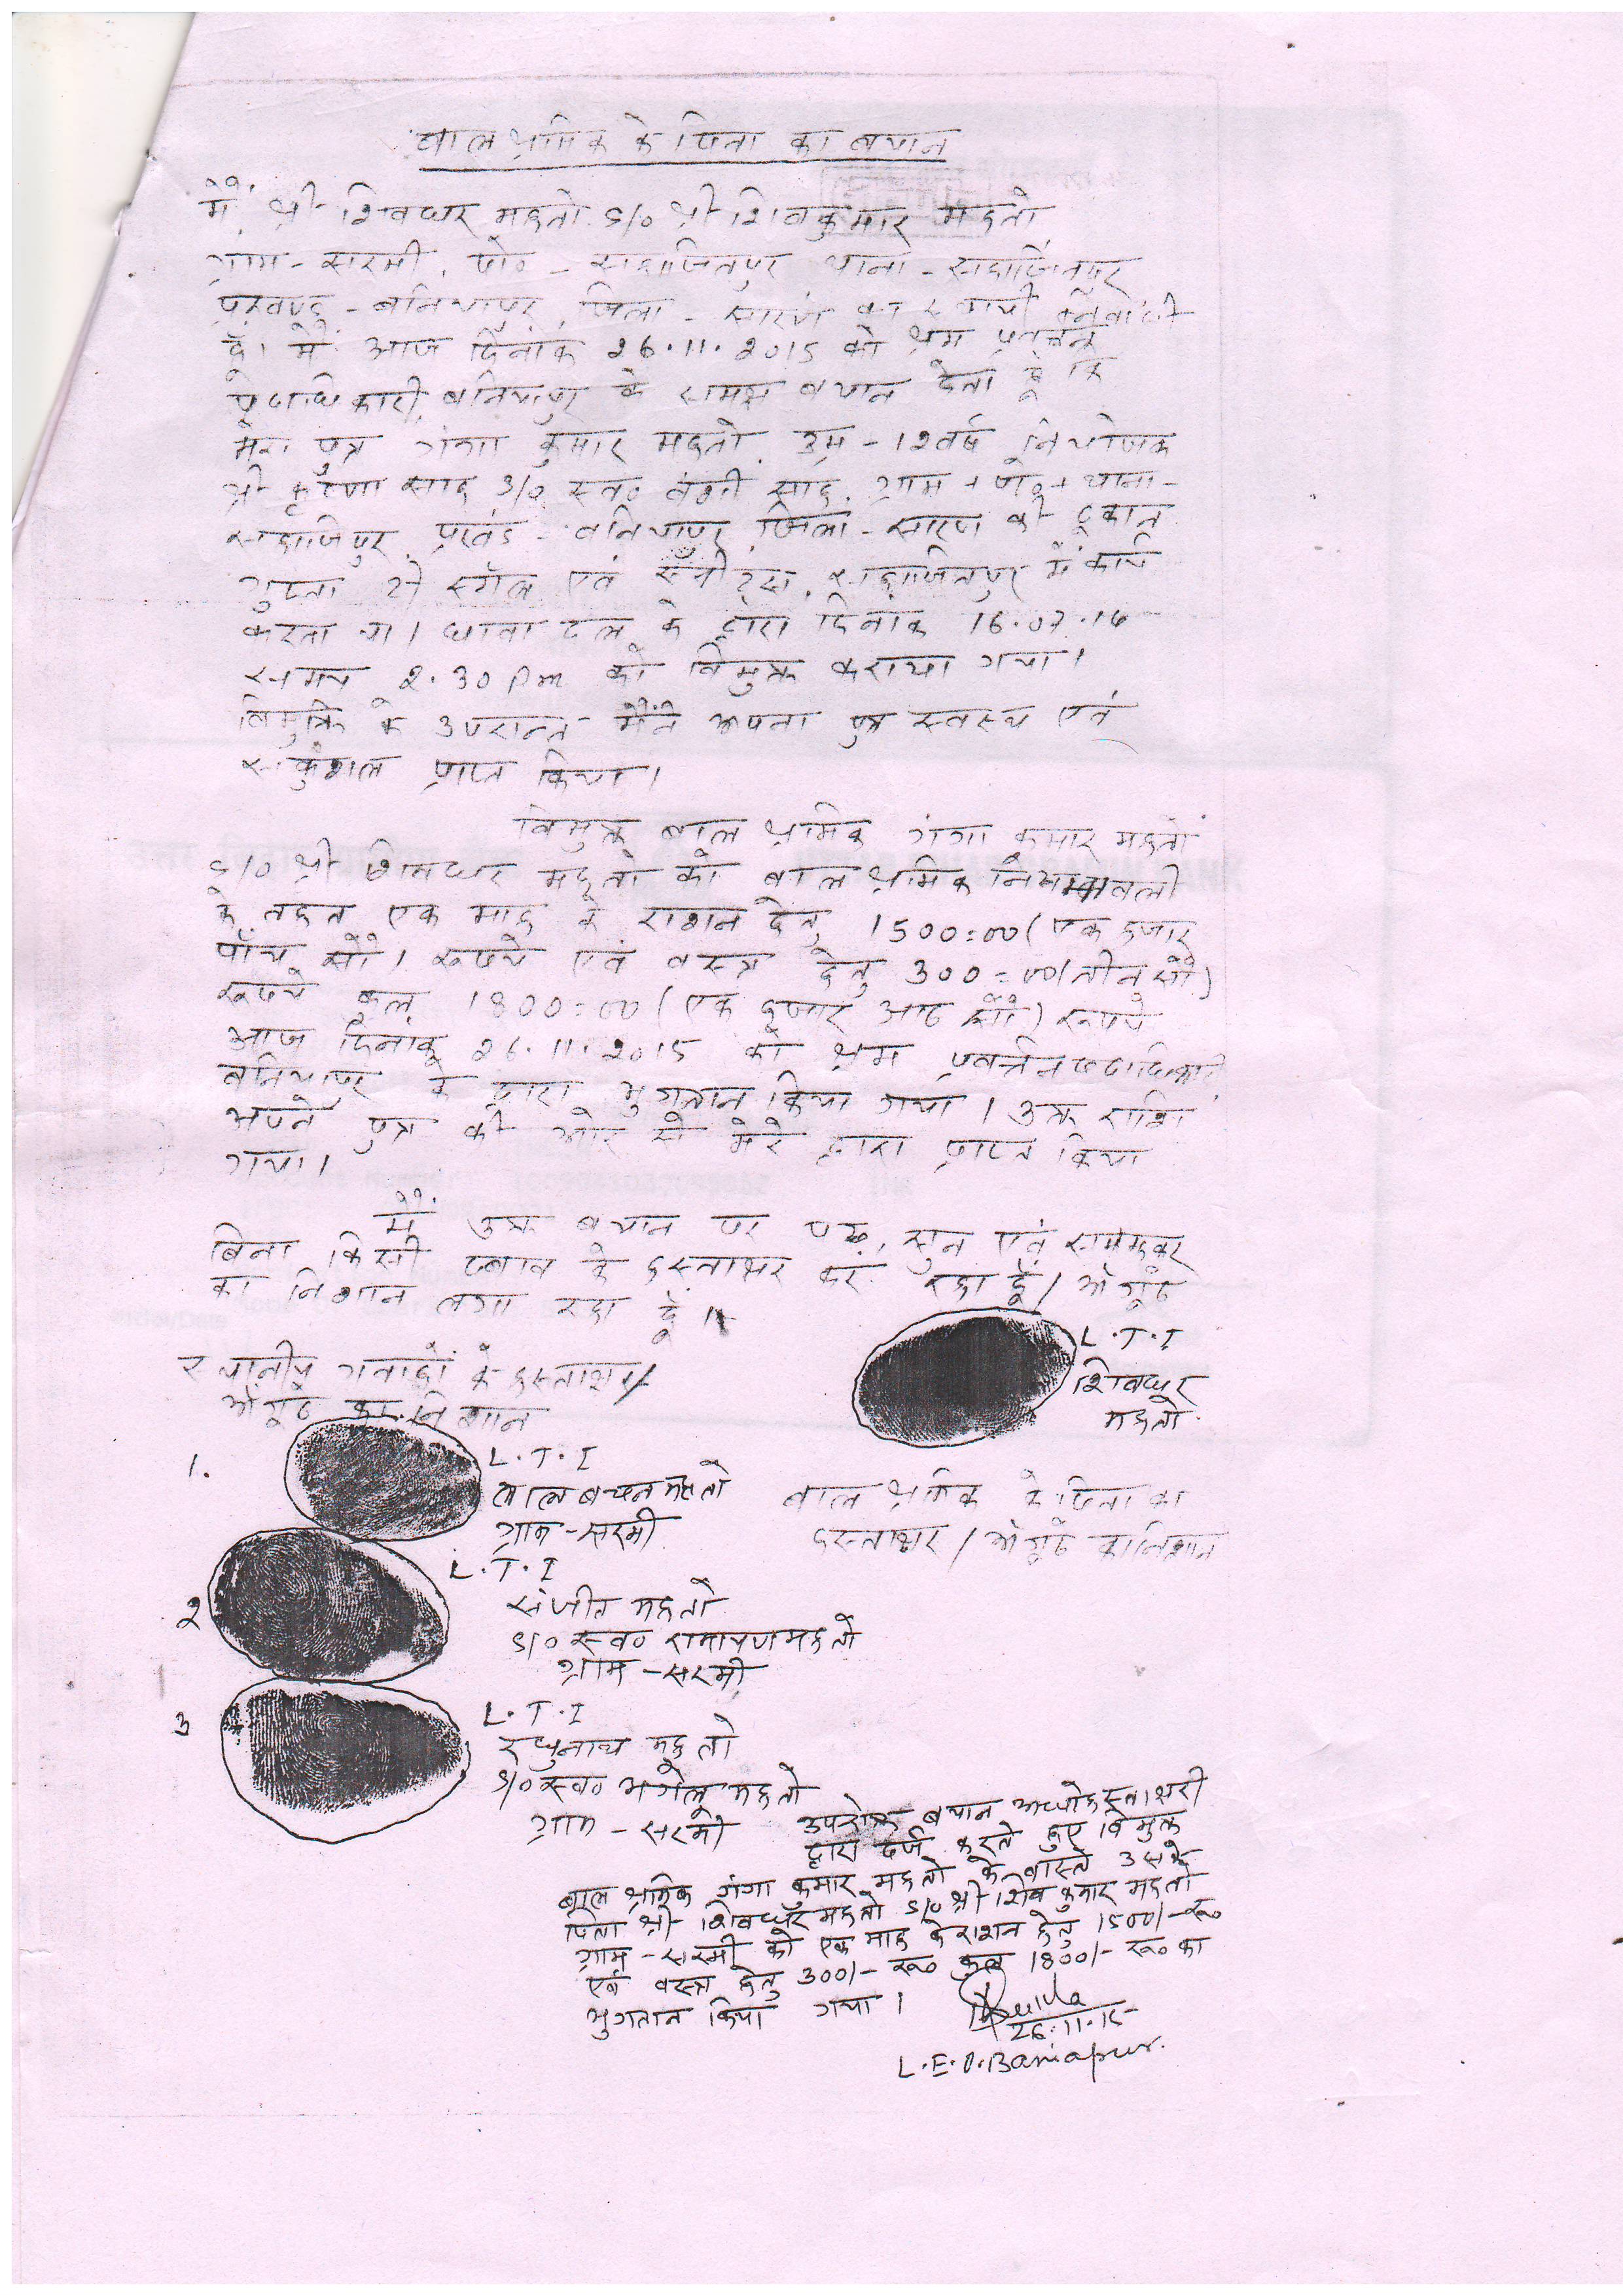 बाल श्रमिक के पिता का बयान
मैं श्री शिवधर महतो S/o श्री शिवकुमार महतो
ग्राम - सरमी, पो० - सहाजितपुर थाना - सहाजितपुर
प्रखण्ड - बनियापुर, जिला - सारण का स्थायी निवासी
हूँ। मैं आज दिनांक 26.11.2015 को श्रम प्रवर्त्तन
पदाधिकारी, बनियापुर के समक्ष बयान देता हूँ कि
मेरा पुत्र गंगा कुमार महतो, उम्र - 12 वर्ष नियोजक
श्री कृष्णा साह S/o स्व० वंशी साह, ग्राम + पो० + थाना -
सहाजिपुर, प्रखंड - बनियापुर, जिला - सारण की दूकान
गुप्ता टी स्टॉल एवं स्वीट्स, सहाजितपुर में कार्य
करता था। धावा दल के द्वारा दिनांक 16.07.14
समय 2.30 Pm को विमुक्त कराया गया।
विमुक्ति के उपरान्त मैंने अपना पुत्र स्वस्थ एवं
सकुशल प्राप्त किया।
विमुक्त बाल श्रमिक गंगा कुमार महतो
S/o श्री शिवधर महतो को बाल श्रमिक नियमावली
के तहत एक माह के राशन हेतु 1500=00 (एक हजार
पाँच सौ) रूपये एवं वस्त्र हेतु 300=00 (तीन सौ)
रूपये कुल 1800=00 (एक हजार आठ सौ) रूपये
आज दिनांक 26.11.2015 को श्रम प्रवर्त्तन पदाधिकारी
बनियापुर के द्वारा भुगतान किया गया। उक्त राशि
अपने पुत्र की ओर से मेरे द्वारा प्राप्त किया
गया।
मैं उक्त बयान पर पढ़, सुन एवं समझकर
बिना किसी दबाव के हस्ताक्षर कर रहा हूँ / अँगूठे
का निशान लगा रहा हूँ।
L.T.I
शिवधर
महतो
स्थानीय गवाहों के हस्ताक्षर/
अँगूठे का निशान
1. L.T.I
लाल बचन महतो
ग्राम - सरमी
बाल श्रमिक के पिता का
हस्ताक्षर / अँगूठे का निशान
2 L.T.I
संजीत महतो
S/o स्व० रामायण महतो
ग्राम - सरमी
3 L.T.I
रघुनाथ महतो
S/o स्व० भगेलू महतो
ग्राम - सरमी
उपरोक्त बयान अधोहस्ताक्षरी
द्वारा दर्ज करते हुए विमुक्त
बाल श्रमिक गंगा कुमार महतो के वास्ते उसके
पिता श्री शिवधर महतो S/o श्री शिव कुमार महतो
ग्राम - सरमी को एक माह के राशन हेतु 1500/- रू०
एवं वस्त्र हेतु 300/- रू० कुल 1800/- रू० का
भुगतान किया गया।
26.11.15
L.E.O. Baniapur.